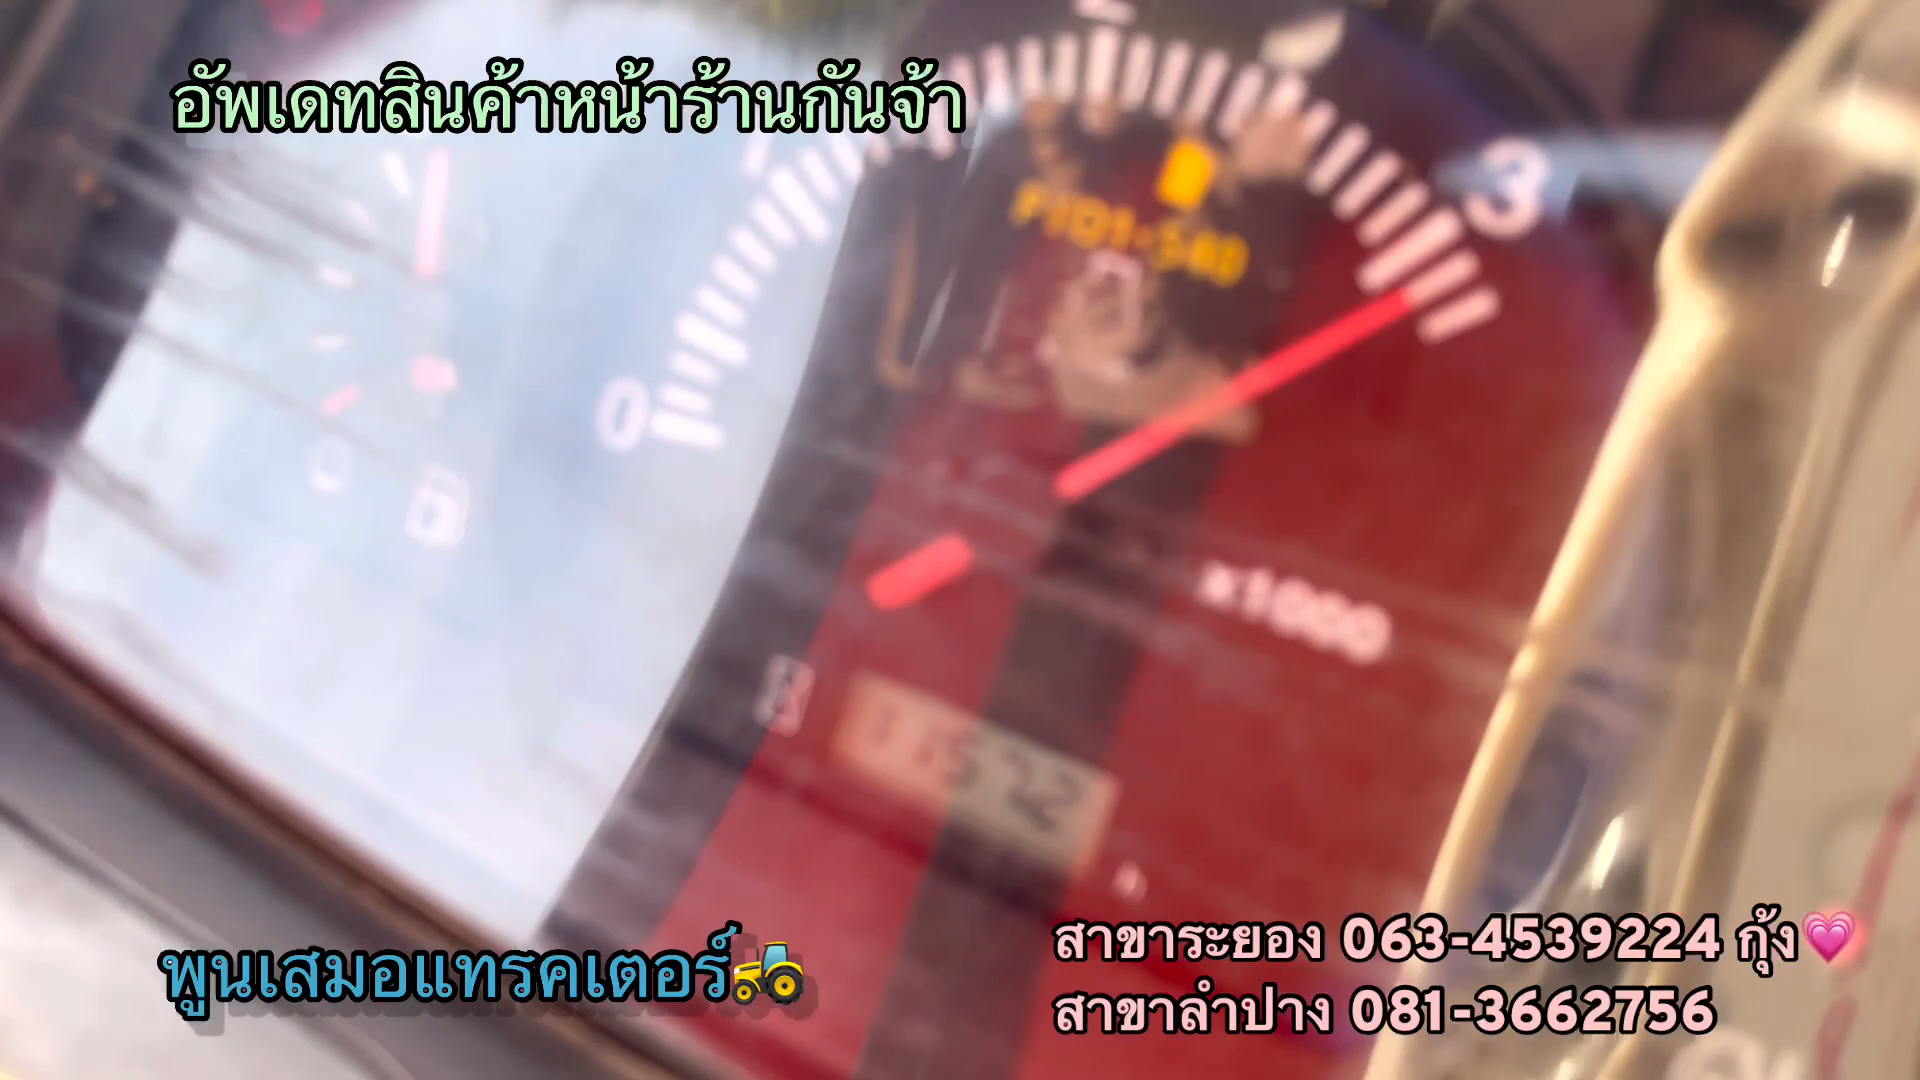 อัพเดทสินค้าหน้าร้านกันจ้า
3
0
x1000
พูนเสมอแทรคเตอร์🚜
สาขาระยอง 063-4539224 กุ้ง💗
สาขาลำปาง 081-3662756